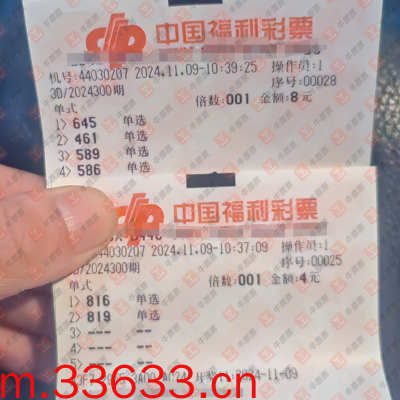 中国福利彩票
机号:44030207 2024.11.09-10:39:25 操作员:1
序号:00028
3D/2024300期
单式 倍数:001 金额:8元
1> 645 单选
2> 461 单选
3> 589 单选
4> 586 单选
中国福利彩票
44030207 2024.11.09-10:37:09 操作员:1
序号:00025
D/2024300期
单式 倍数:001 金额:4元
1> 816 单选
2> 819 单选
3> --- --
4> --- --
5> --- --
2024-11-09
m.33633.cn